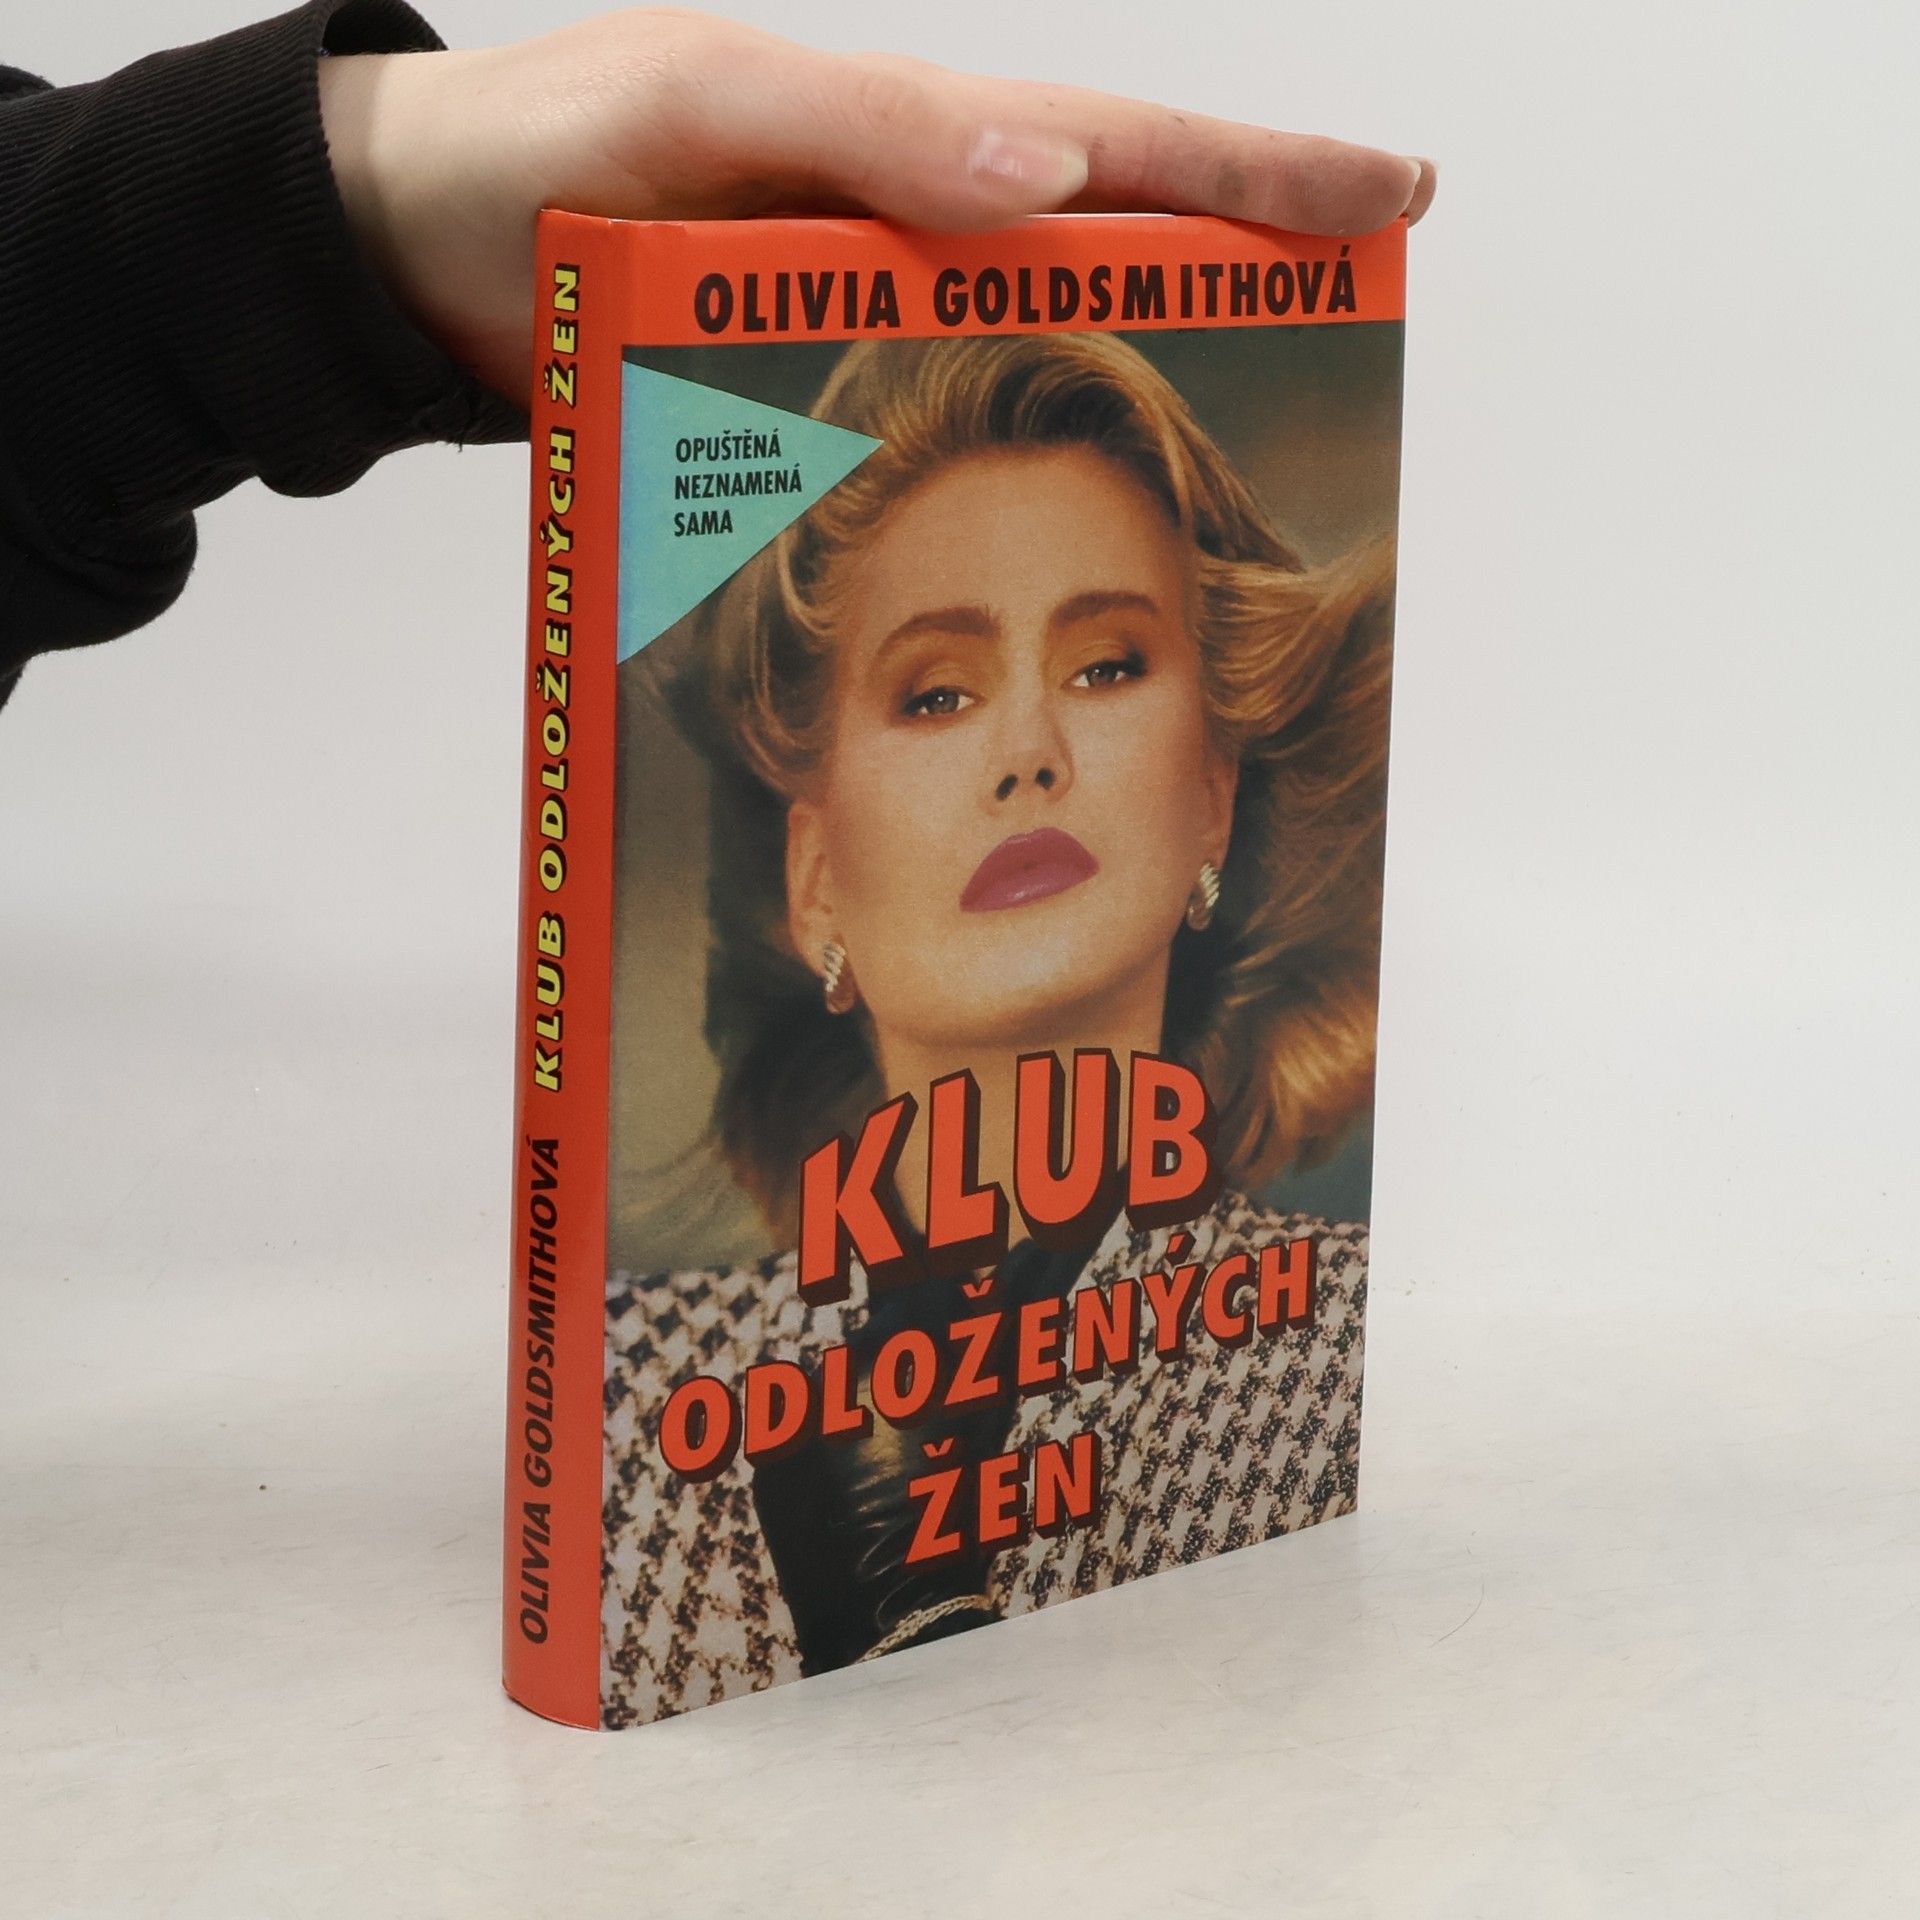 OLIVIA GOLDSMITHOVÁ
OPUŠTĚNÁ
NEZNAMENÁ
SAMA
KLUB
ODLOŽENÝCH
ŽEN
OLIVIA GOLDSMITHOVÁ KLUB ODLOŽENÝCH ŽEN